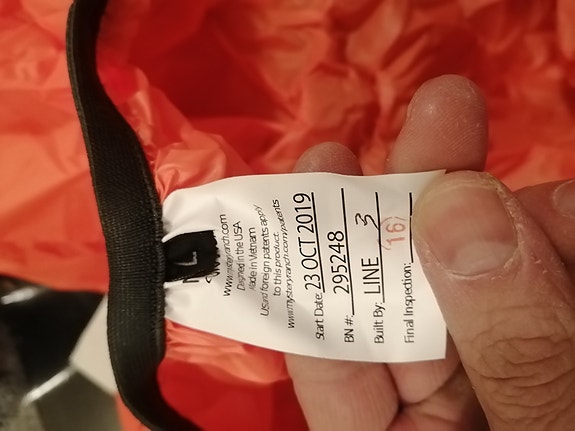 L
www.mysteryranch.com
Designed in the USA
Made in Vietnam
US and foreign patents apply
to this product.
www.mysteryranch.com/patents
Start Date: 23 OCT 2019
BN #: 295248
Built By: LINE 3
Final Inspection: 16